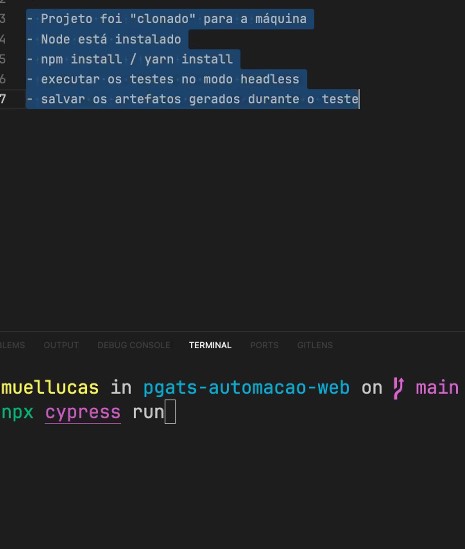 3 - Projeto foi "clonado" para a máquina
4 - Node está instalado
5 - npm install / yarn install
6 - executar os testes no modo headless
7 - salvar os artefatos gerados durante o teste
BLEMS OUTPUT DEBUG CONSOLE TERMINAL PORTS GITLENS
muellucas in pgats-automacao-web on main
npx cypress run